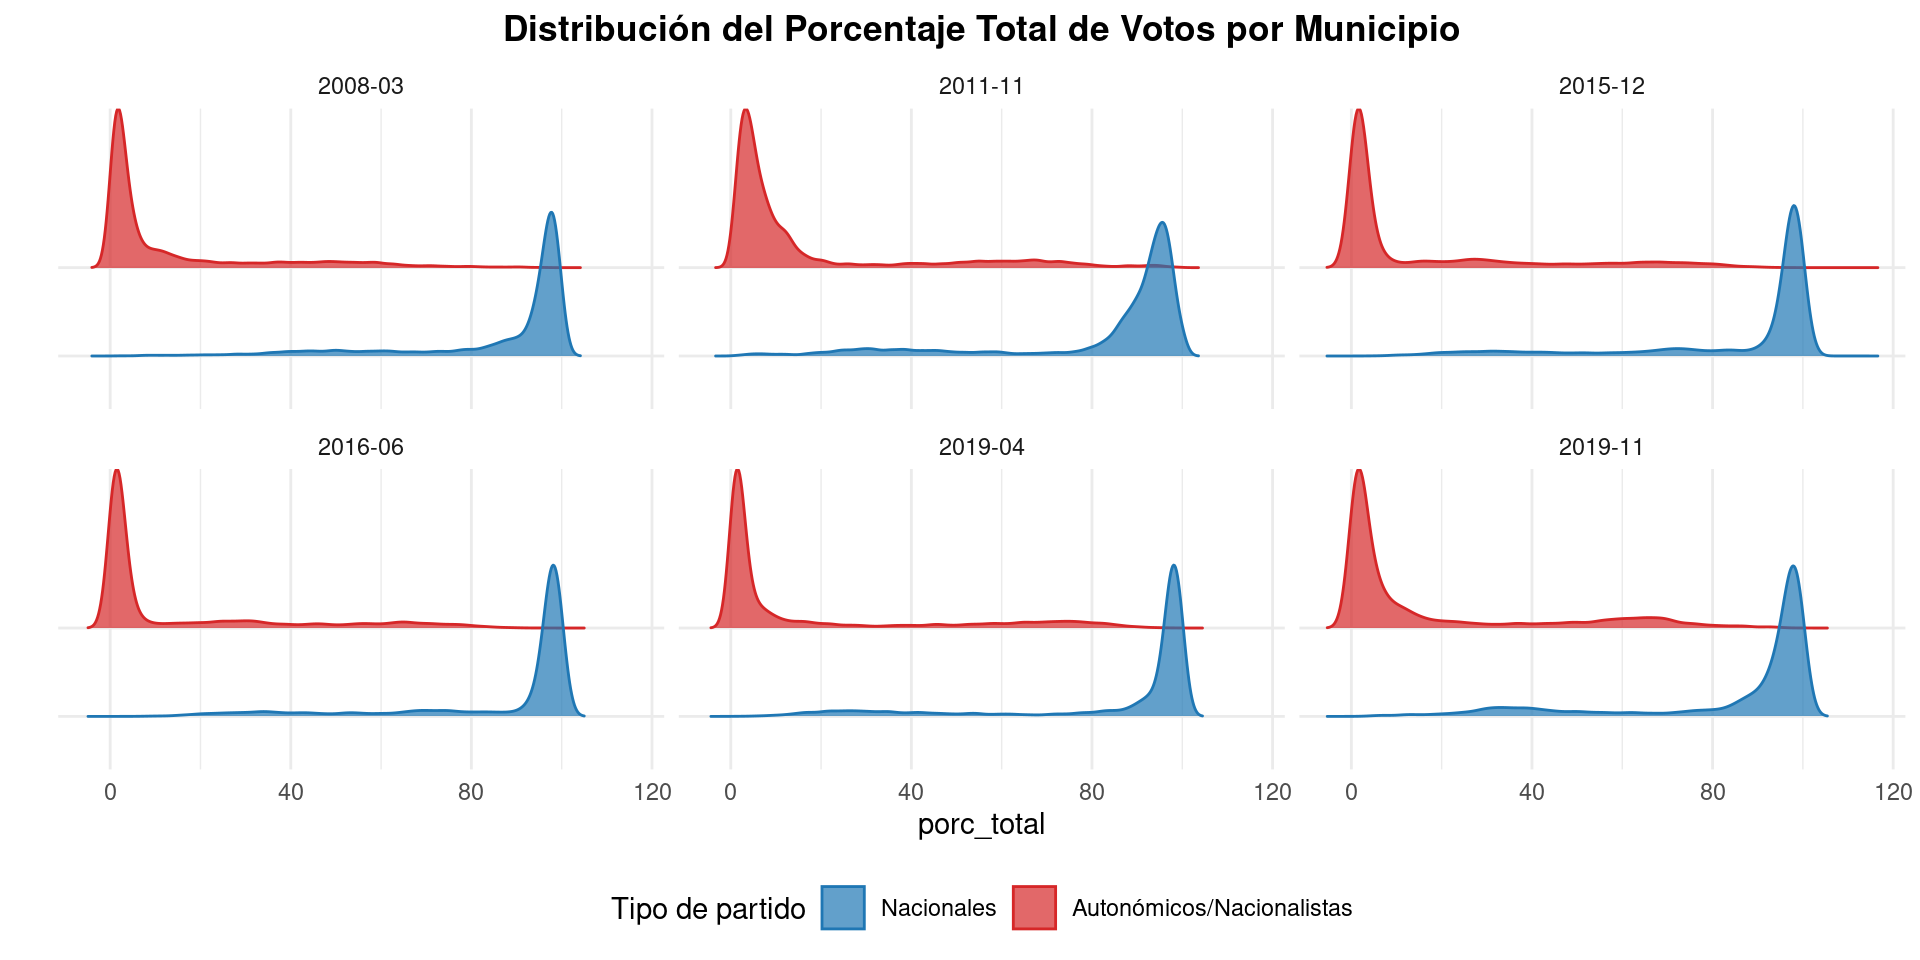 Distribución del Porcentaje Total de Votos por Municipio
2008-03 2011-11 2015-12
2016-06 2019-04 2019-11
0 40 80 120 0 40 80 120 0 40 80 120
porc_total
Tipo de partido Nacionales Autonómicos/Nacionalistas